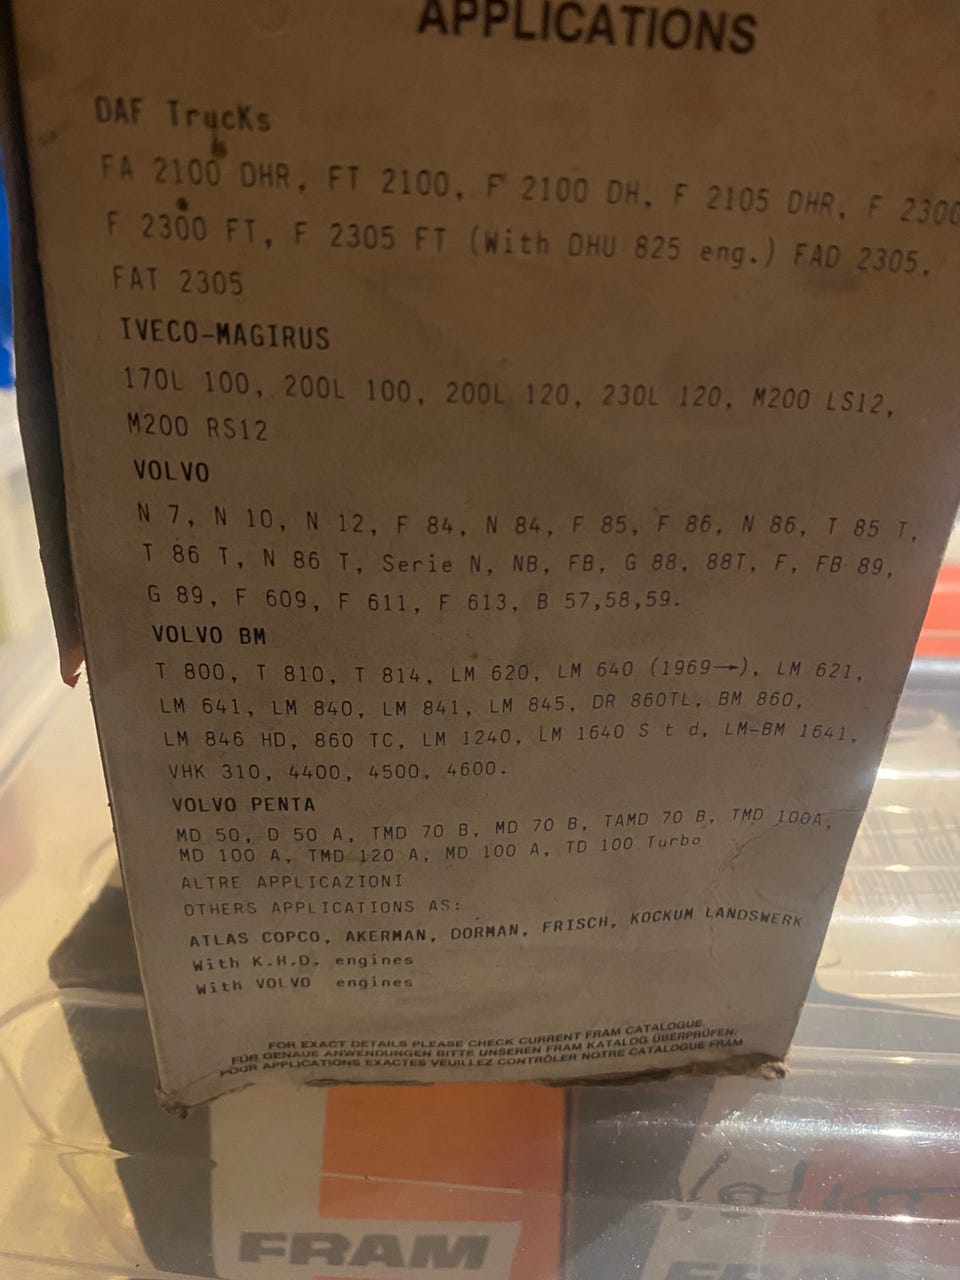 APPLICATIONS
DAF Trucks
FA 2100 DHR, FT 2100, F 2100 DH, F 2105 DHR, F 2300
F 2300 FT, F 2305 FT (With DHU 825 eng.) FAD 2305,
FAT 2305
IVECO-MAGIRUS
170L 100, 200L 100, 200L 120, 230L 120, M200 LS12,
M200 RS12
VOLVO
N 7, N 10, N 12, F 84, N 84, F 85, F 86, N 86, T 85 T,
T 86 T, N 86 T, Serie N, NB, FB, G 88, 88T, F, FB 89,
G 89, F 609, F 611, F 613, B 57,58,59.
VOLVO BM
T 800, T 810, T 814, LM 620, LM 640 (1969→), LM 621,
LM 641, LM 840, LM 841, LM 845, DR 860TL, BM 860,
LM 846 HD, 860 TC, LM 1240, LM 1640 S t d, LM-BM 1641,
VHK 310, 4400, 4500, 4600.
VOLVO PENTA
MD 50, D 50 A, TMD 70 B, MD 70 B, TAMD 70 B, TMD 100A,
MD 100 A, TMD 120 A, MD 100 A, TD 100 Turbo
ALTRE APPLICAZIONI
OTHERS APPLICATIONS AS:
ATLAS COPCO, AKERMAN, DORMAN, FRISCH, KOCKUM LANDSWERK
With K.H.D. engines
With VOLVO engines
FOR EXACT DETAILS PLEASE CHECK CURRENT FRAM CATALOGUE.
FÜR GENAUE ANWENDUNGEN BITTE UNSEREN FRAM KATALOG ÜBERPRÜFEN.
POUR APPLICATIONS EXACTES VEUILLEZ CONTRÔLER NOTRE CATALOGUE FRAM
FRAM
FRAM